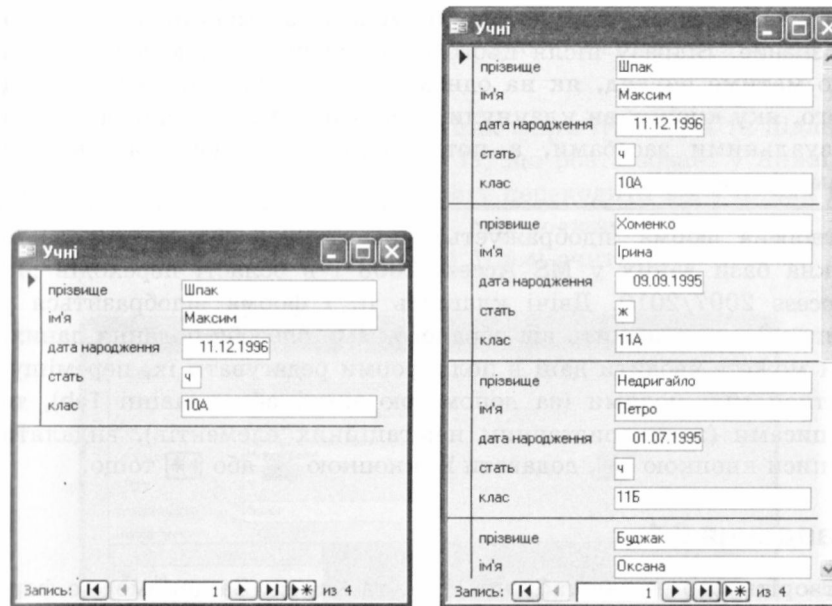 Учні
прізвище Шпак
ім'я Максим
дата народження 11.12.1996
стать ч
клас 10А
Запись: 1 из 4
Учні
прізвище Шпак
ім'я Максим
дата народження 11.12.1996
стать ч
клас 10А
прізвище Хоменко
ім'я Ірина
дата народження 09.09.1995
стать ж
клас 11А
прізвище Недригайло
ім'я Петро
дата народження 01.07.1995
стать ч
клас 11Б
прізвище Буджак
ім'я Оксана
Запись: 1 из 4